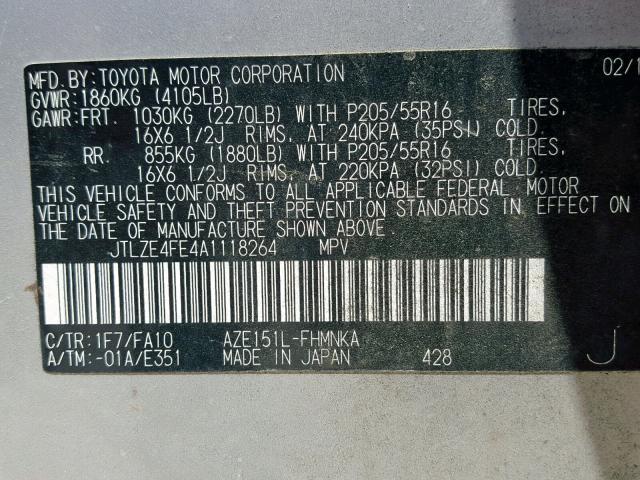 MFD.BY:TOYOTA MOTOR CORPORATION 02/1
GVWR:1860KG (4105LB)
GAWR:FRT. 1030KG (2270LB) WITH P205/55R16 TIRES,
16X6 1/2J RIMS, AT 240KPA (35PSI) COLD.
RR. 855KG (1880LB) WITH P205/55R16 TIRES,
16X6 1/2J RIMS, AT 220KPA (32PSI) COLD.
THIS VEHICLE CONFORMS TO ALL APPLICABLE FEDERAL MOTOR
VEHICLE SAFETY AND THEFT PREVENTION STANDARDS IN EFFECT ON
THE DATE OF MANUFACTURE SHOWN ABOVE.
JTLZE4FE4A1118264 MPV
C/TR:1F7/FA10 AZE151L-FHMNKA
A/TM:-01A/E351 MADE IN JAPAN 428 J